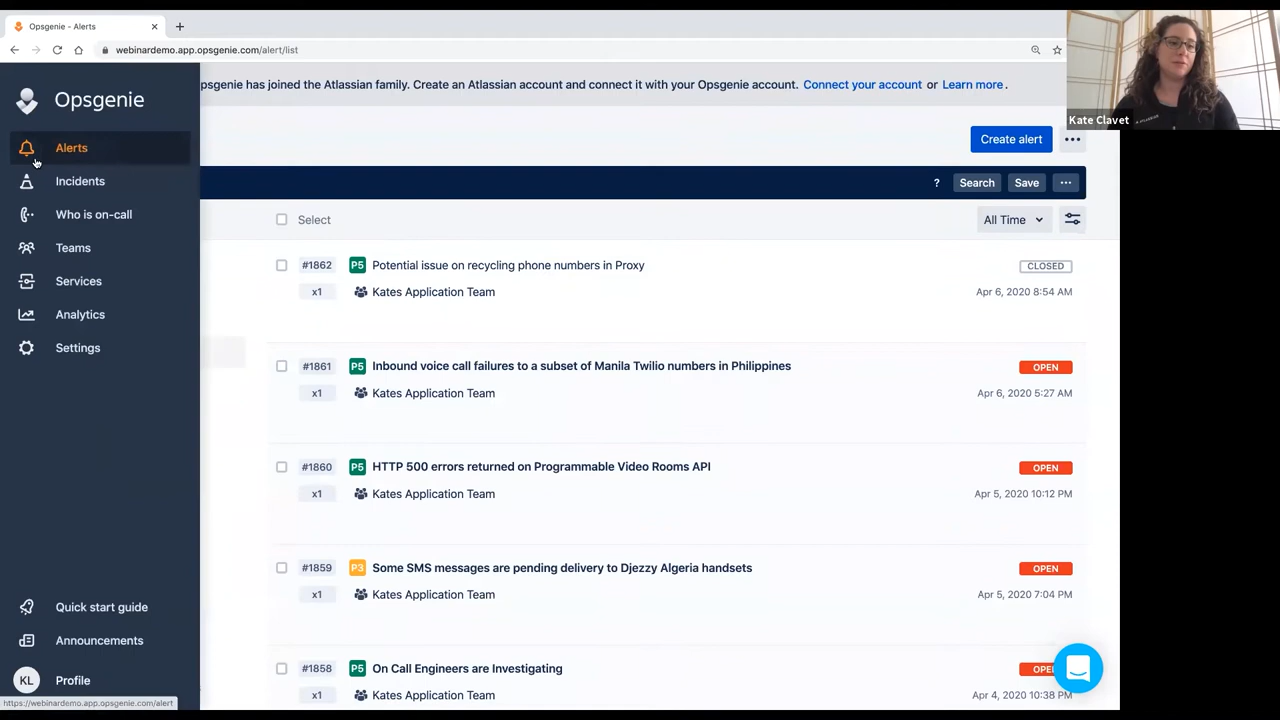 Opsgenie - Alerts
webinardemo.app.opsgenie.com/alert/list
Kate Clavet
psgenie has joined the Atlassian family. Create an Atlassian account and connect it with your Opsgenie account. Connect your account or Learn more.
Opsgenie
Alerts
Incidents
Who is on-call
Teams
Services
Analytics
Settings
Quick start guide
Announcements
KL Profile
https://webinardemo.app.opsgenie.com/alert
Create alert
? Search Save
Select All Time
#1862 P5 Potential issue on recycling phone numbers in Proxy CLOSED
x1 Kates Application Team Apr 6, 2020 8:54 AM
#1861 P5 Inbound voice call failures to a subset of Manila Twilio numbers in Philippines OPEN
x1 Kates Application Team Apr 6, 2020 5:27 AM
#1860 P5 HTTP 500 errors returned on Programmable Video Rooms API OPEN
x1 Kates Application Team Apr 5, 2020 10:12 PM
#1859 P3 Some SMS messages are pending delivery to Djezzy Algeria handsets OPEN
x1 Kates Application Team Apr 5, 2020 7:04 PM
#1858 P5 On Call Engineers are Investigating OPE
x1 Kates Application Team Apr 4, 2020 10:38 PM